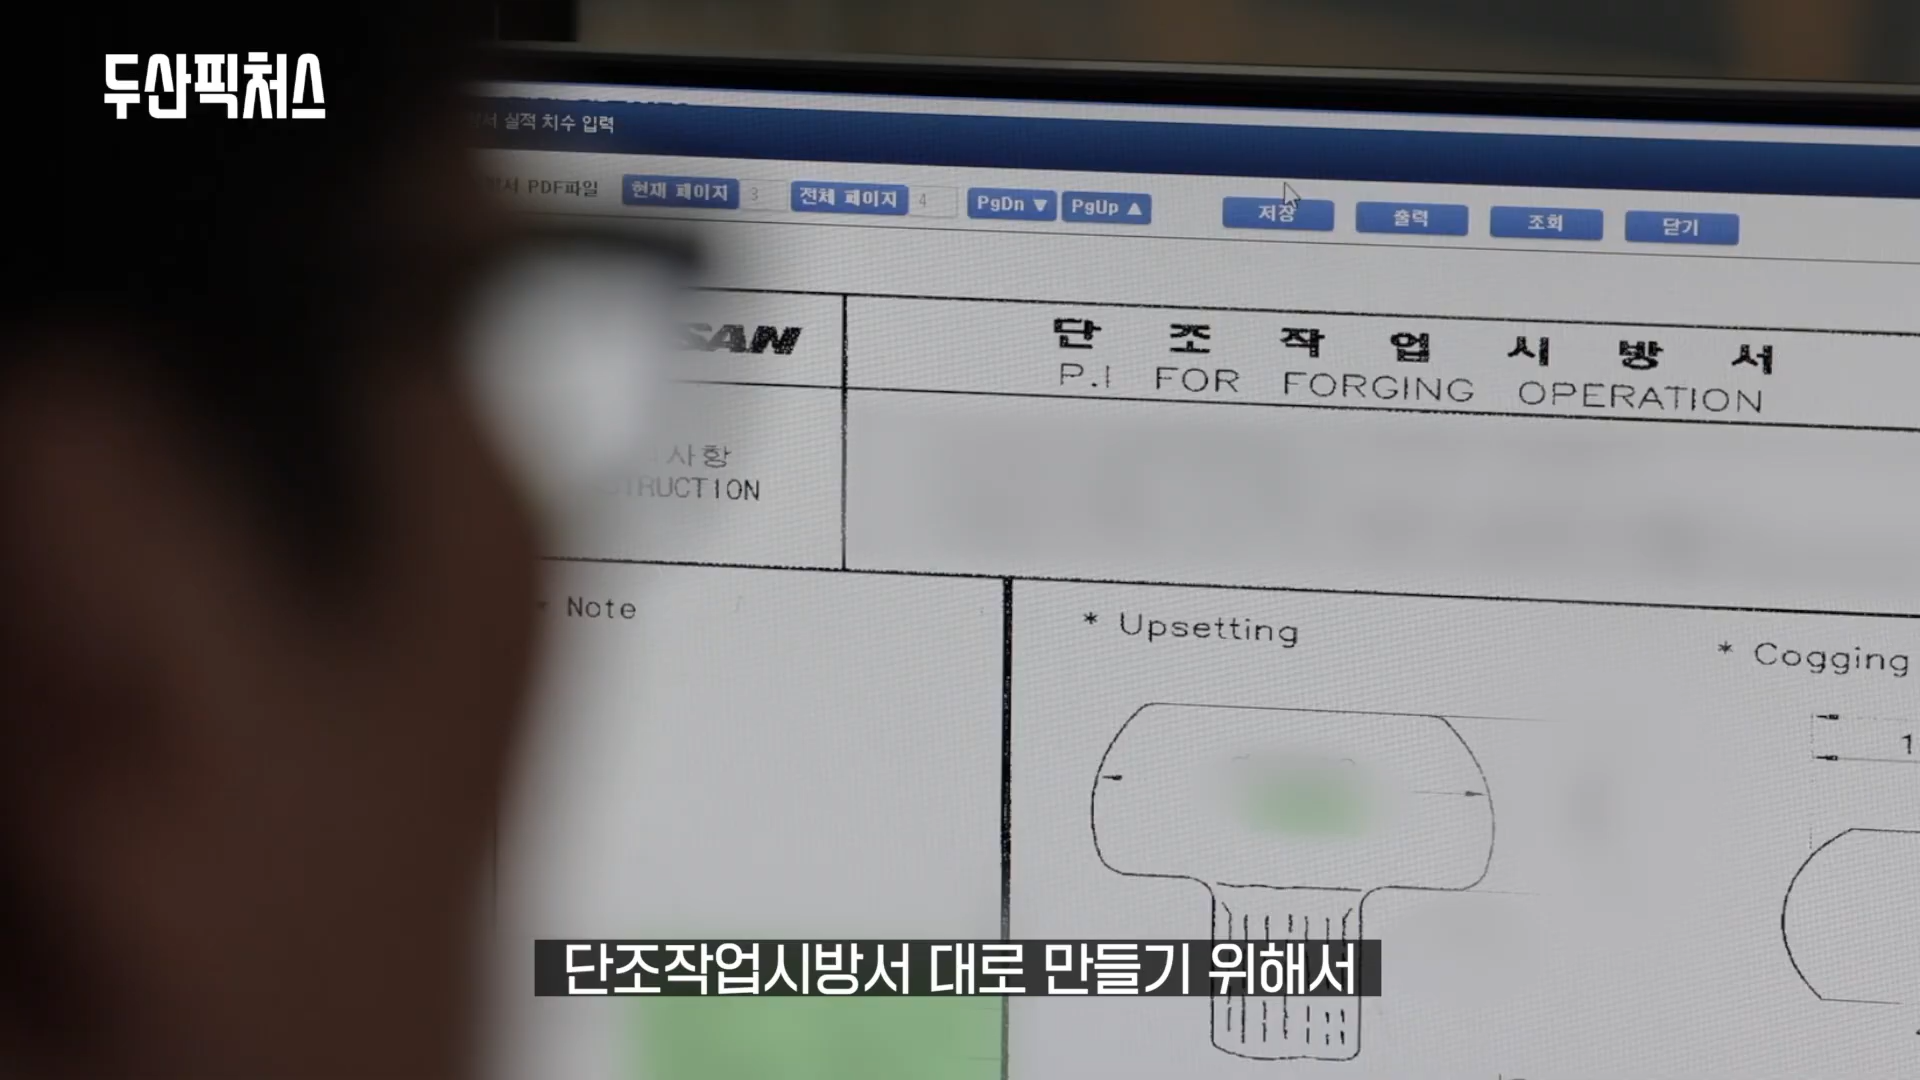 두산픽처스
실적 치수 입력
PDF파일 현재 페이지 3 전체 페이지 4 PgDn ▼ PgUp ▲ 저장 출력 조회 닫기
SAN
단 조 작 업 시 방 서
P.I FOR FORGING OPERATION
사항
TRUCTION
Note
* Upsetting
* Cogging
1
단조작업시방서 대로 만들기 위해서